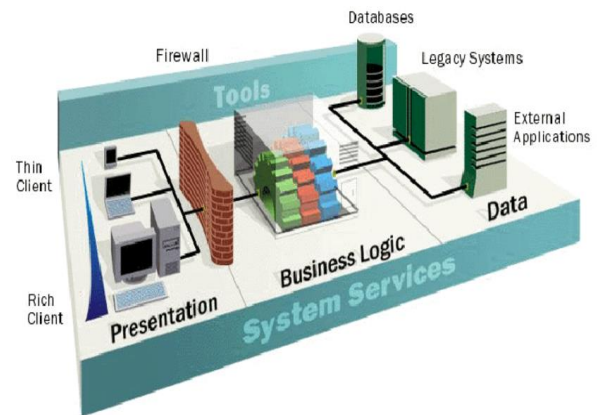 Databases
Firewall
Legacy Systems
Tools
External
Applications
Thin
Client
Data
Business Logic
Rich
Client
Presentation
System Services